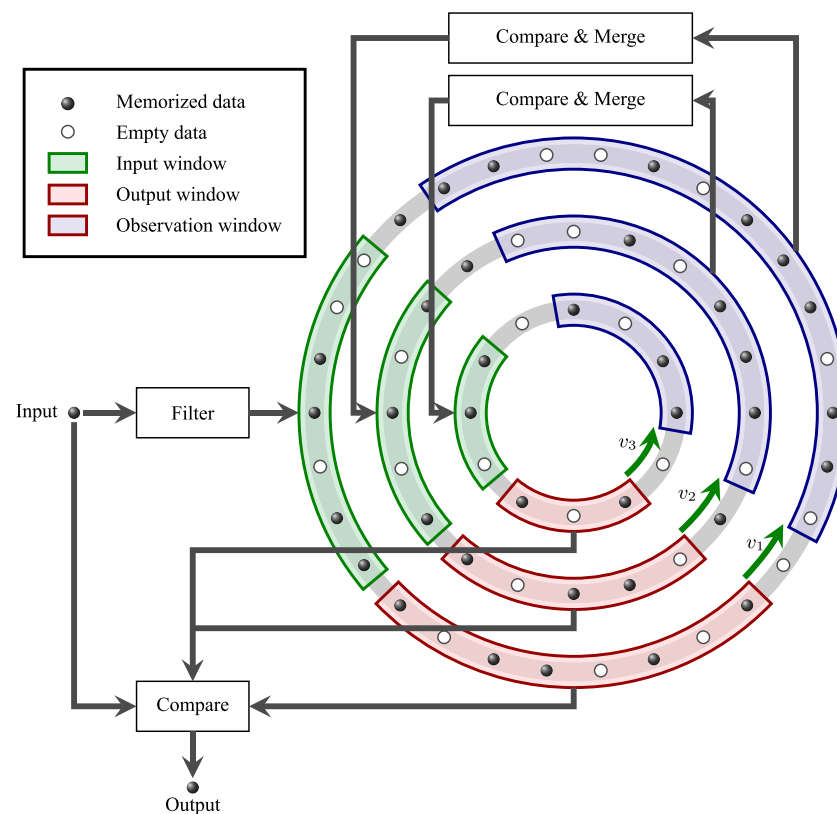 Compare & Merge
Compare & Merge
Memorized data
Empty data
Input window
Output window
Observation window
Input
Filter
v3
v2
v1
Compare
Output